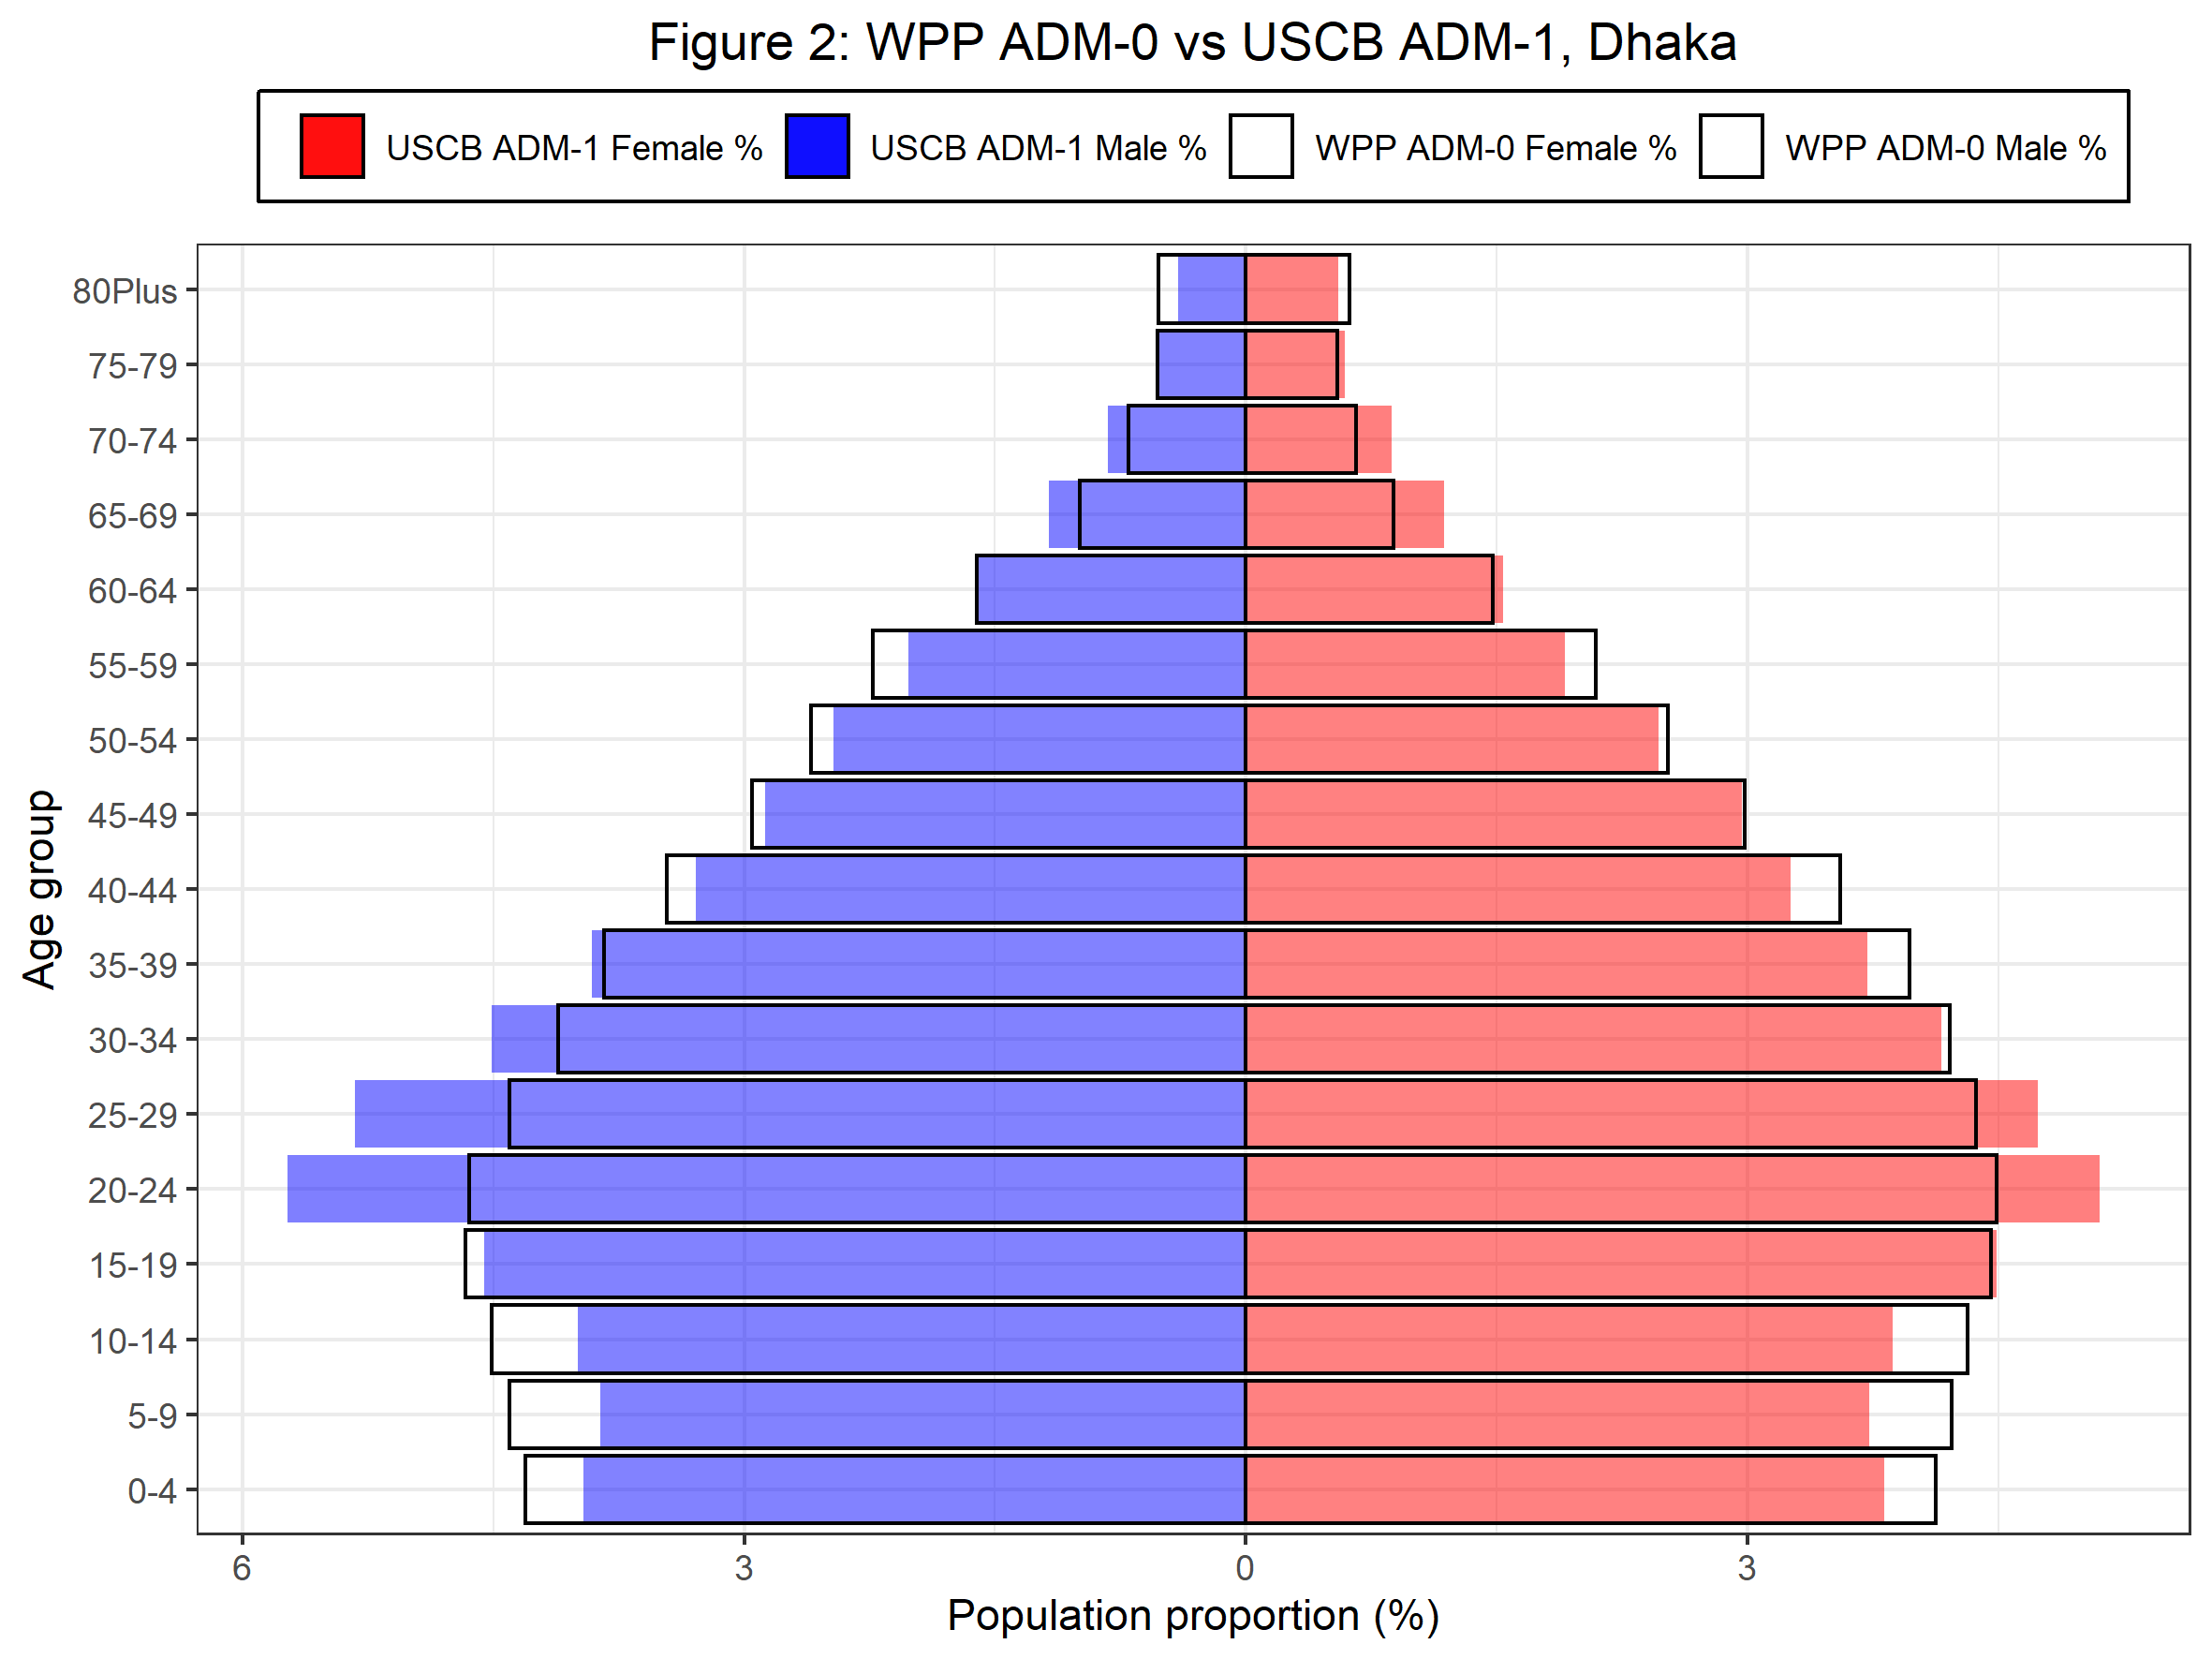 Figure 2: WPP ADM-0 vs USCB ADM-1, Dhaka
USCB ADM-1 Female % USCB ADM-1 Male % WPP ADM-0 Female % WPP ADM-0 Male %
80Plus
75-79
70-74
65-69
60-64
55-59
50-54
45-49
40-44
35-39
30-34
25-29
20-24
15-19
10-14
5-9
0-4
Age group
6 3 0 3
Population proportion (%)